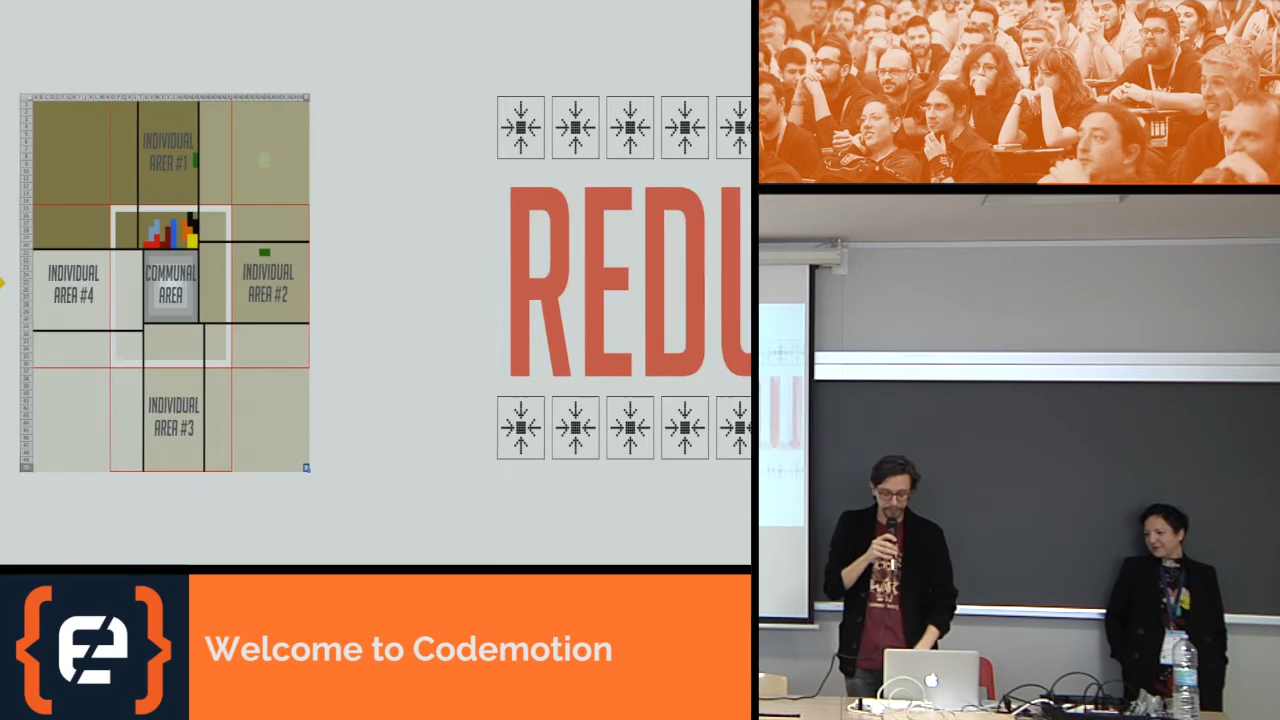 INDIVIDUAL
AREA #1
INDIVIDUAL
AREA #4
COMMUNAL
AREA
INDIVIDUAL
AREA #2
INDIVIDUAL
AREA #3
REDU
Welcome to Codemotion